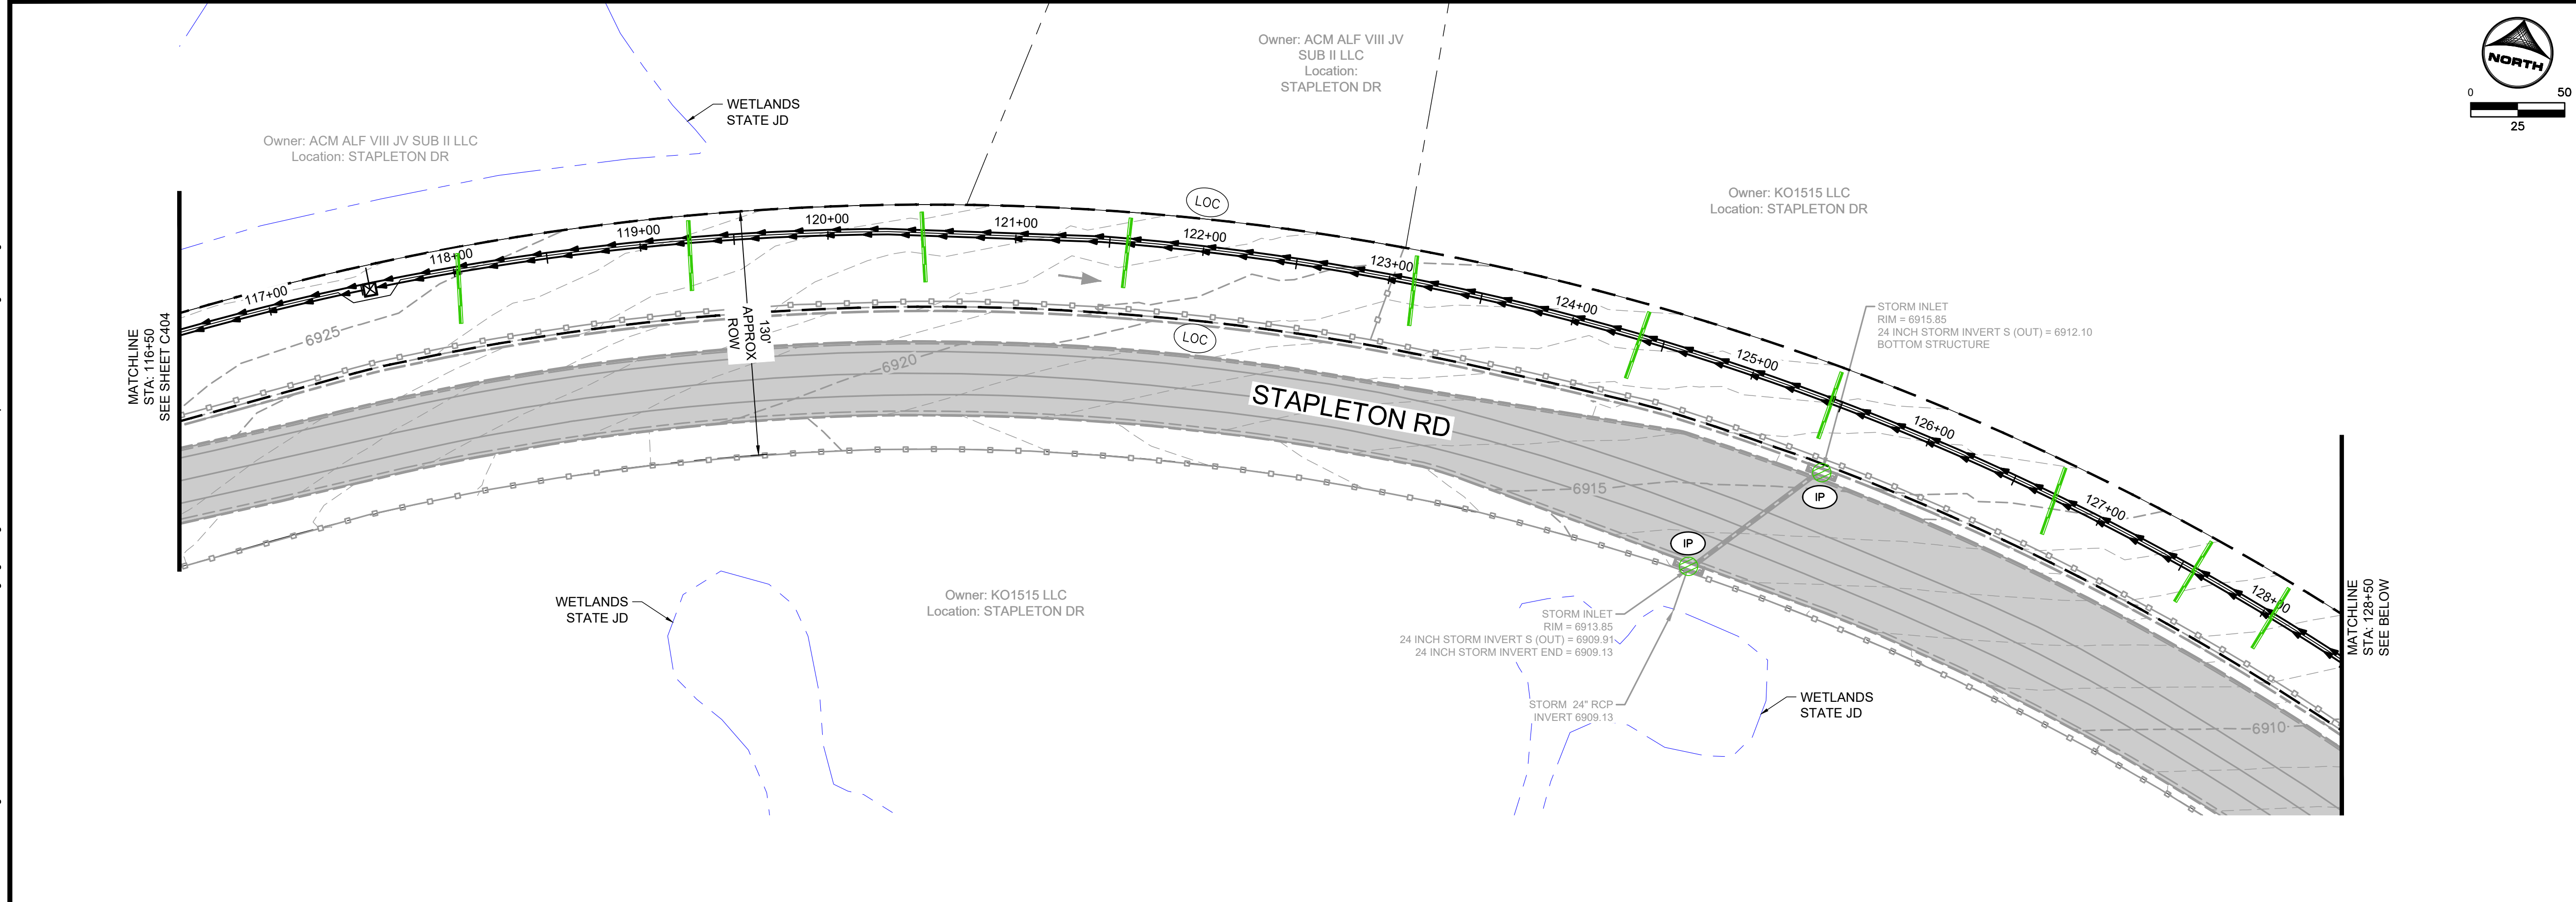 Owner: ACM ALF VIII JV
SUB II LLC
Location:
STAPLETON DR
NORTH
0
50
25
WETLANDS
STATE JD
Owner: ACM ALF VIII JV SUB II LLC
Location: STAPLETON DR
Owner: KO1515 LLC
Location: STAPLETON DR
LOC
117+00
118+00
119+00
120+00
121+00
122+00
123+00
124+00
125+00
126+00
127+00
128+00
MATCHLINE
STA: 116+50
SEE SHEET C404
6925
130'
APPROX
ROW
6920
LOC
STAPLETON RD
STORM INLET
RIM = 6915.85
24 INCH STORM INVERT S (OUT) = 6912.10
BOTTOM STRUCTURE
6915
IP
IP
WETLANDS
STATE JD
Owner: KO1515 LLC
Location: STAPLETON DR
STORM INLET
RIM = 6913.85
24 INCH STORM INVERT S (OUT) = 6909.91
24 INCH STORM INVERT END = 6909.13
STORM 24" RCP
INVERT 6909.13
WETLANDS
STATE JD
6910
MATCHLINE
STA: 128+50
SEE BELOW